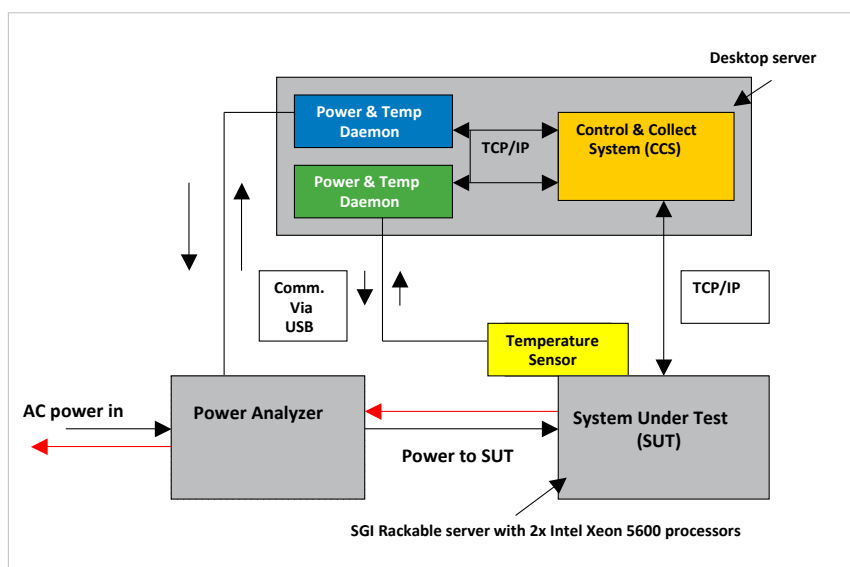 Desktop server
Power & Temp
Daemon
TCP/IP
Control & Collect
System (CCS)
Power & Temp
Daemon
Comm.
Via
USB
TCP/IP
Temperature
Sensor
AC power in
Power Analyzer
System Under Test
(SUT)
Power to SUT
SGI Rackable server with 2x Intel Xeon 5600 processors